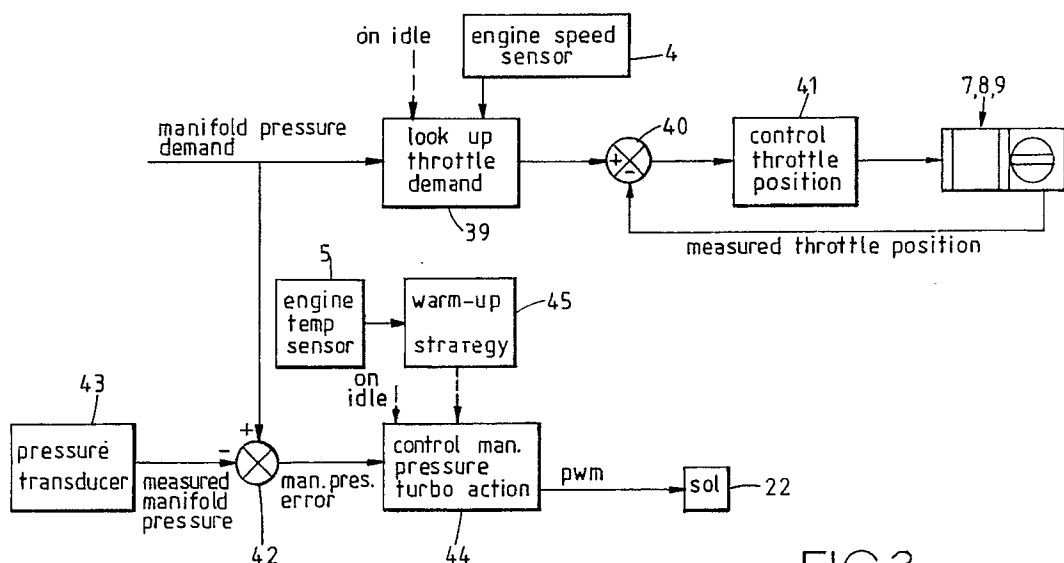 on idle
engine speed
sensor
4
manifold pressure
demand
look up
throttle
demand
39
+
-
40
41
control
throttle
position
7,8,9
measured throttle position
5
engine
temp
sensor
warm-up
strategy
45
on
idle
43
pressure
transducer
measured
manifold
pressure
+
-
42
man.pres.
error
control man.
pressure
turbo action
44
pwm
sol
22